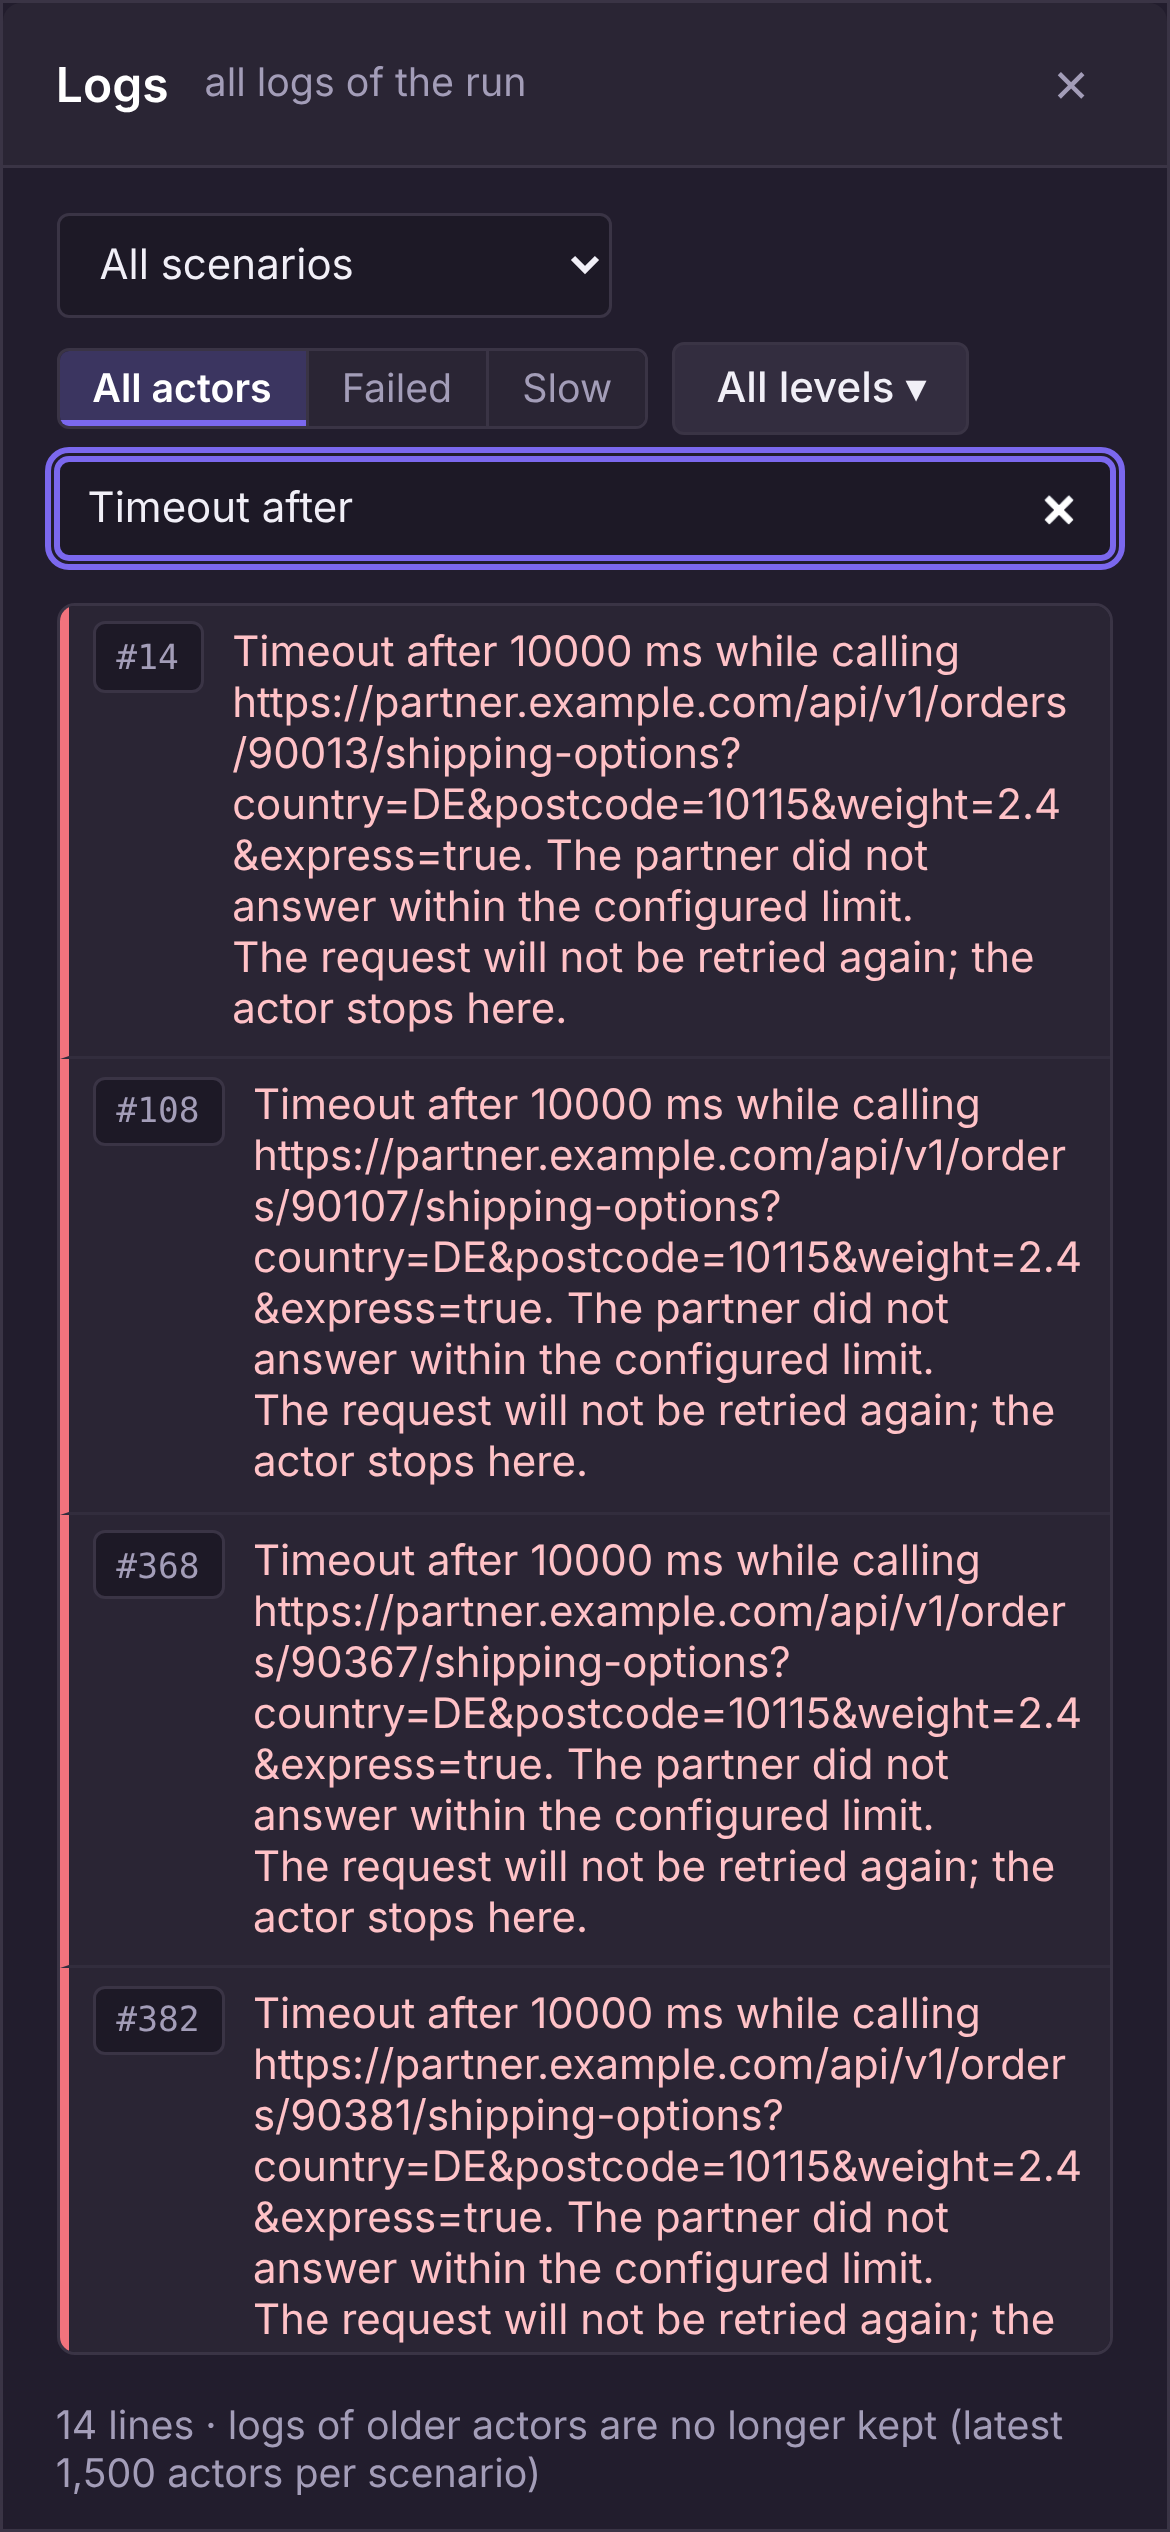 Logs all logs of the run ✕
All scenarios
All actors Failed Slow All levels ▾
Timeout after
#14 Timeout after 10000 ms while calling
https://partner.example.com/api/v1/orders
/90013/shipping-options?
country=DE&postcode=10115&weight=2.4
&express=true. The partner did not
answer within the configured limit.
The request will not be retried again; the
actor stops here.
#108 Timeout after 10000 ms while calling
https://partner.example.com/api/v1/order
s/90107/shipping-options?
country=DE&postcode=10115&weight=2.4
&express=true. The partner did not
answer within the configured limit.
The request will not be retried again; the
actor stops here.
#368 Timeout after 10000 ms while calling
https://partner.example.com/api/v1/order
s/90367/shipping-options?
country=DE&postcode=10115&weight=2.4
&express=true. The partner did not
answer within the configured limit.
The request will not be retried again; the
actor stops here.
#382 Timeout after 10000 ms while calling
https://partner.example.com/api/v1/order
s/90381/shipping-options?
country=DE&postcode=10115&weight=2.4
&express=true. The partner did not
answer within the configured limit.
The request will not be retried again; the
14 lines · logs of older actors are no longer kept (latest
1,500 actors per scenario)